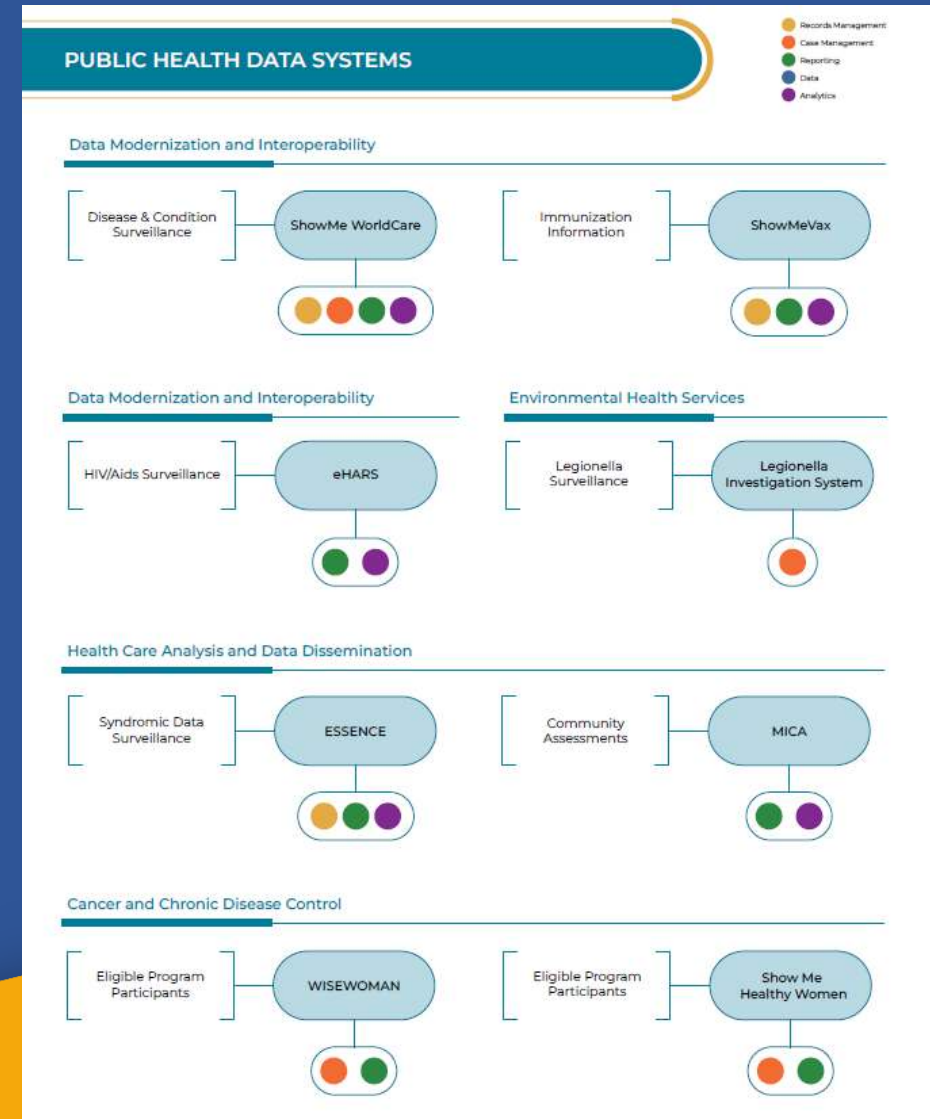 PUBLIC HEALTH DATA SYSTEMS
Records Management
Case Management
Reporting
Data
Analytics
Data Modernization and Interoperability
Disease & Condition
Surveillance
ShowMe WorldCare
Immunization
Information
ShowMeVax
Data Modernization and Interoperability
HIV/Aids Surveillance
eHARS
Environmental Health Services
Legionella
Surveillance
Legionella
Investigation System
Health Care Analysis and Data Dissemination
Syndromic Data
Surveillance
ESSENCE
Community
Assessments
MICA
Cancer and Chronic Disease Control
Eligible Program
Participants
WISEWOMAN
Eligible Program
Participants
Show Me
Healthy Women